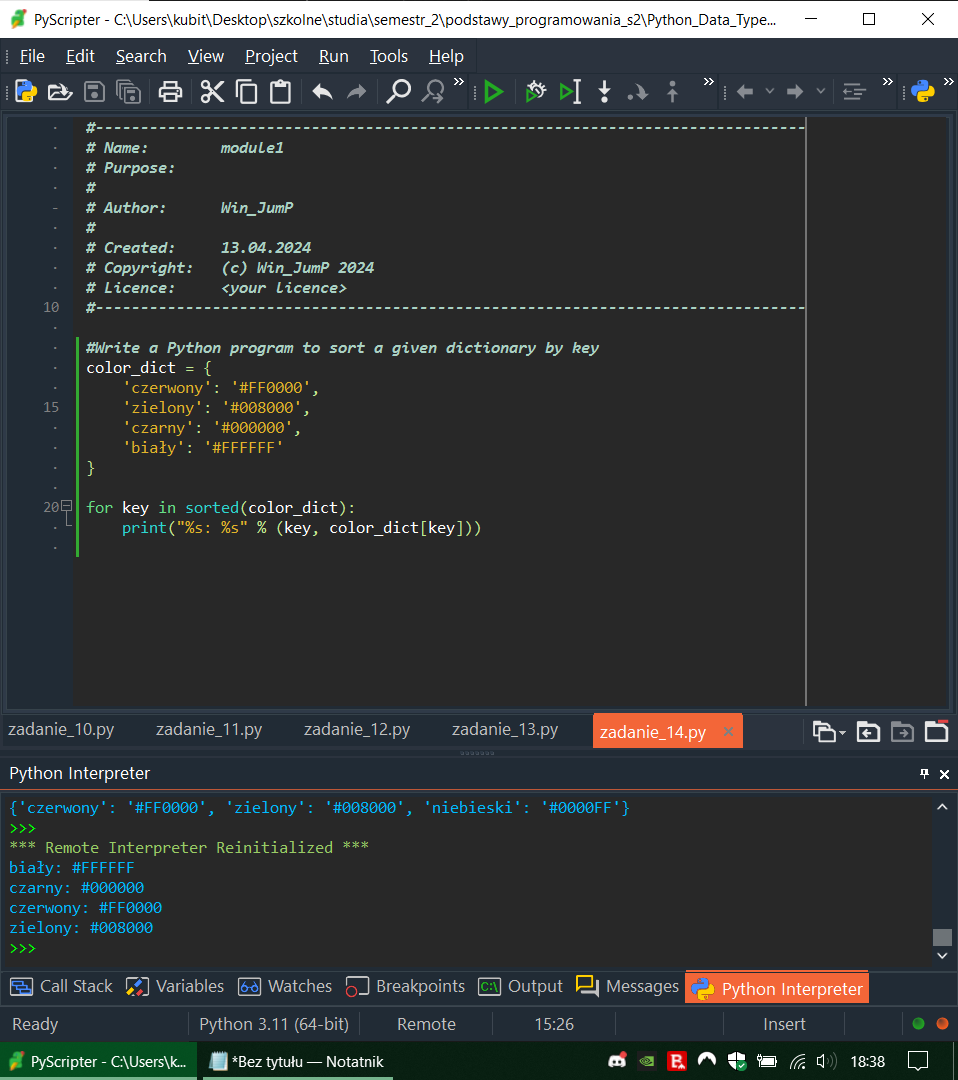 PyScripter - C:\Users\kubit\Desktop\szkolne\studia\semestr_2\podstawy_programowania_s2\Python_Data_Type...
File Edit Search View Project Run Tools Help
#------------------------------------------------------------------------------
# Name:        module1
# Purpose:
#
# Author:      Win_JumP
#
# Created:     13.04.2024
# Copyright:   (c) Win_JumP 2024
# Licence:     <your licence>
10 #------------------------------------------------------------------------------
#Write a Python program to sort a given dictionary by key
color_dict = {
    'czerwony': '#FF0000',
15     'zielony': '#008000',
    'czarny': '#000000',
    'biały': '#FFFFFF'
}
20 for key in sorted(color_dict):
    print("%s: %s" % (key, color_dict[key]))
zadanie_10.py zadanie_11.py zadanie_12.py zadanie_13.py zadanie_14.py
Python Interpreter
{'czerwony': '#FF0000', 'zielony': '#008000', 'niebieski': '#0000FF'}
>>>
*** Remote Interpreter Reinitialized ***
biały: #FFFFFF
czarny: #000000
czerwony: #FF0000
zielony: #008000
>>>
Call Stack Variables Watches Breakpoints Output Messages Python Interpreter
Ready Python 3.11 (64-bit) Remote 15:26 Insert
PyScripter - C:\Users\k... *Bez tytułu — Notatnik 18:38